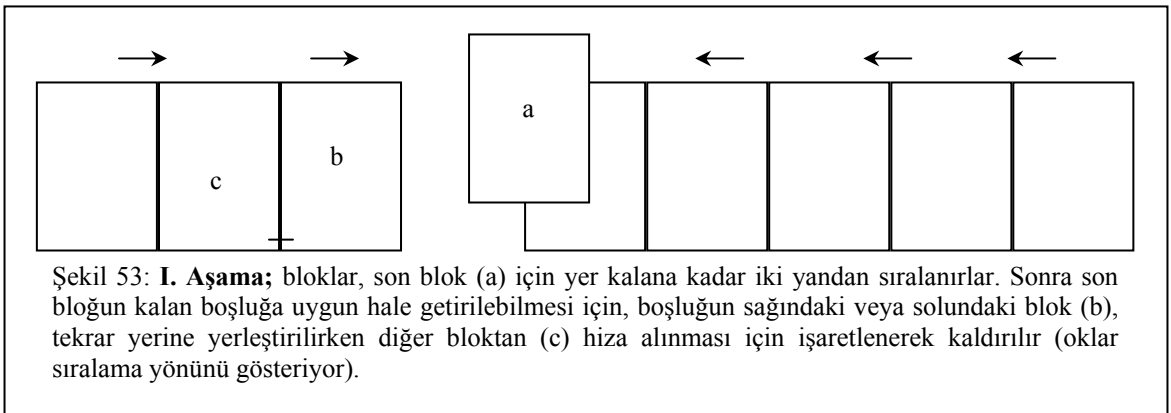 a
b
c
Şekil 53: I. Aşama; bloklar, son blok (a) için yer kalana kadar iki yandan sıralanırlar. Sonra son
bloğun kalan boşluğa uygun hale getirilebilmesi için, boşluğun sağındaki veya solundaki blok (b),
tekrar yerine yerleştirilirken diğer bloktan (c) hiza alınması için işaretlenerek kaldırılır (oklar
sıralama yönünü gösteriyor).